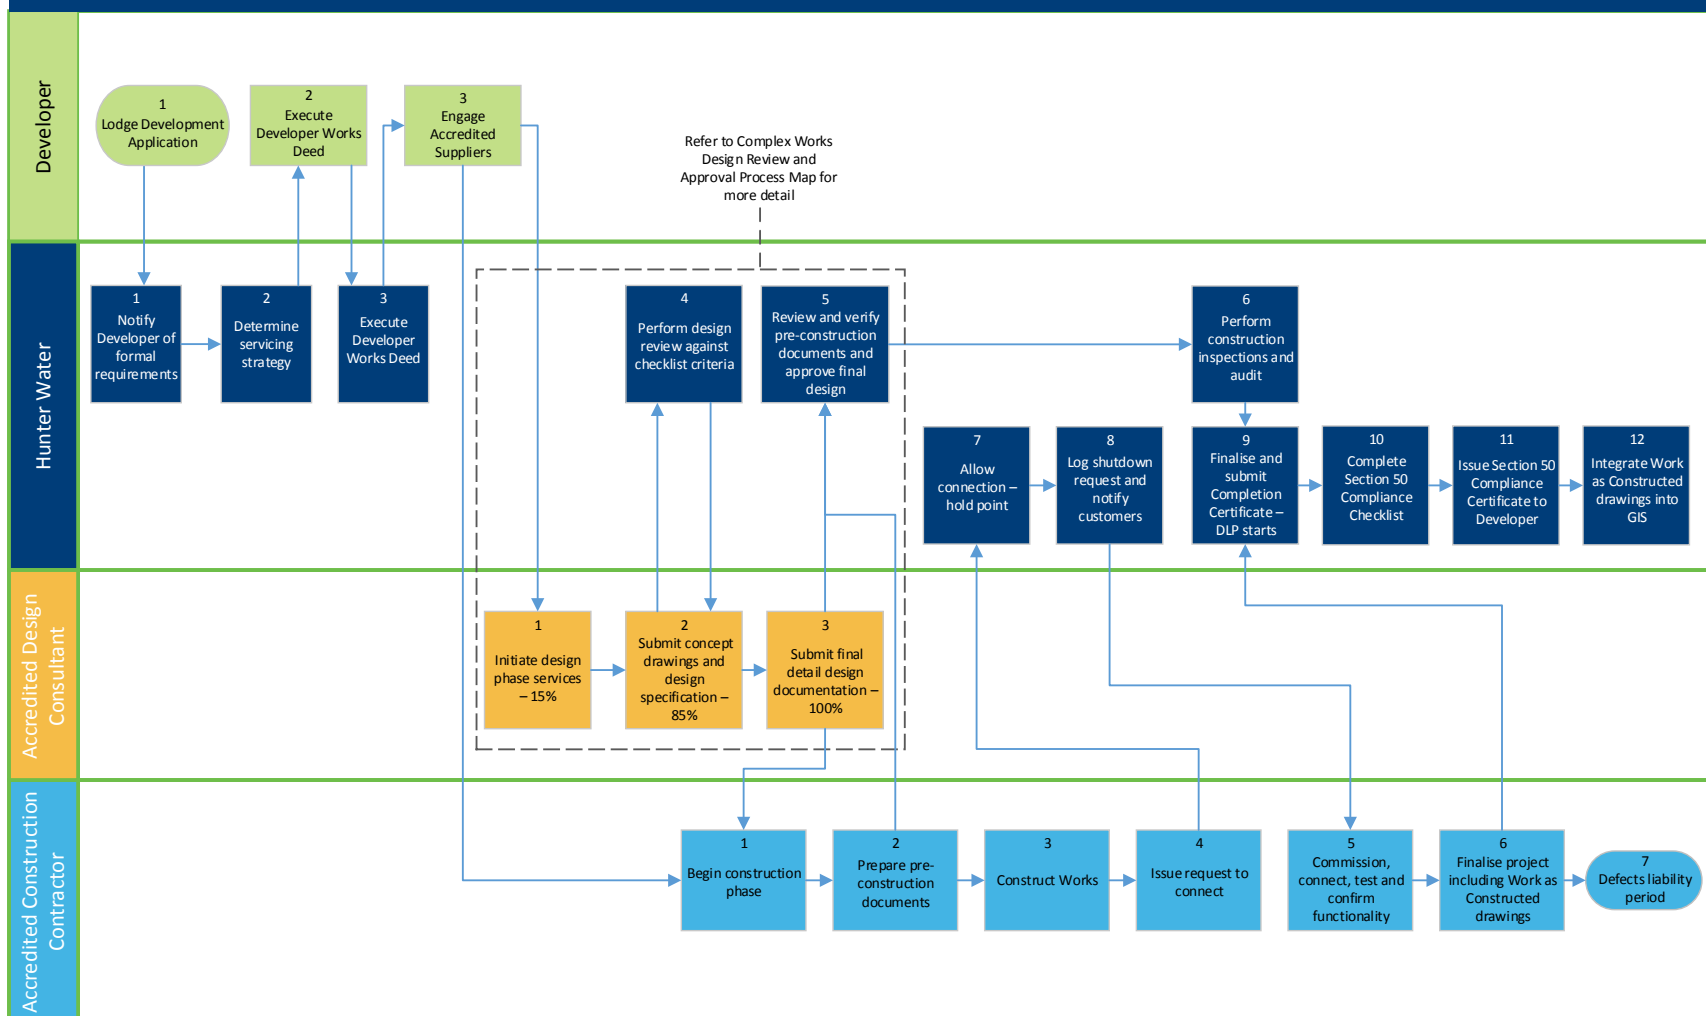 Developer
1
Lodge Development
Application
2
Execute
Developer Works
Deed
3
Engage
Accredited
Suppliers
Refer to Complex Works
Design Review and
Approval Process Map for
more detail
Hunter Water
1
Notify
Developer of
formal
requirements
2
Determine
servicing
strategy
3
Execute
Developer
Works Deed
4
Perform design
review against
checklist criteria
5
Review and verify
pre-construction
documents and
approve final
design
6
Perform
construction
inspections and
audit
7
Allow
connection –
hold point
8
Log shutdown
request and
notify
customers
9
Finalise and
submit
Completion
Certificate –
DLP starts
10
Complete
Section 50
Compliance
Checklist
11
Issue Section 50
Compliance
Certificate to
Developer
12
Integrate Work
as Constructed
drawings into
GIS
Accredited Design
Consultant
1
Initiate design
phase services
– 15%
2
Submit concept
drawings and
design
specification –
85%
3
Submit final
detail design
documentation –
100%
Accredited Construction
Contractor
1
Begin construction
phase
2
Prepare pre-
construction
documents
3
Construct Works
4
Issue request to
connect
5
Commission,
connect, test and
confirm
functionality
6
Finalise project
including Work as
Constructed
drawings
7
Defects liability
period